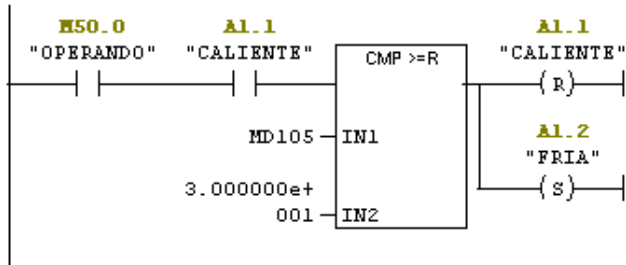 M50.0 A1.1 A1.1
"OPERANDO" "CALIENTE" CMP >=R "CALIENTE"
( R )
A1.2
"FRIA"
MD105 IN1
( S )
3.000000e+
001 IN2